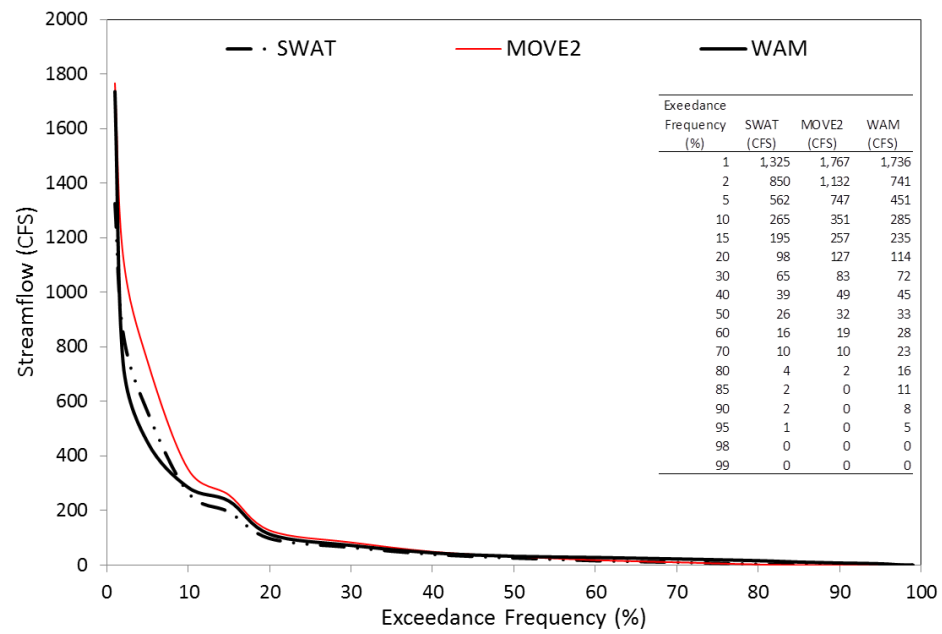 2000
1800
1600
1400
1200
1000
800
600
400
200
0
Streamflow (CFS)
SWAT MOVE2 WAM
Exeedance
Frequency SWAT MOVE2 WAM
(%) (CFS) (CFS) (CFS)
1 1,325 1,767 1,736
2 850 1,132 741
5 562 747 451
10 265 351 285
15 195 257 235
20 98 127 114
30 65 83 72
40 39 49 45
50 26 32 33
60 16 19 28
70 10 10 23
80 4 2 16
85 2 0 11
90 2 0 8
95 1 0 5
98 0 0 0
99 0 0 0
0 10 20 30 40 50 60 70 80 90 100
Exceedance Frequency (%)